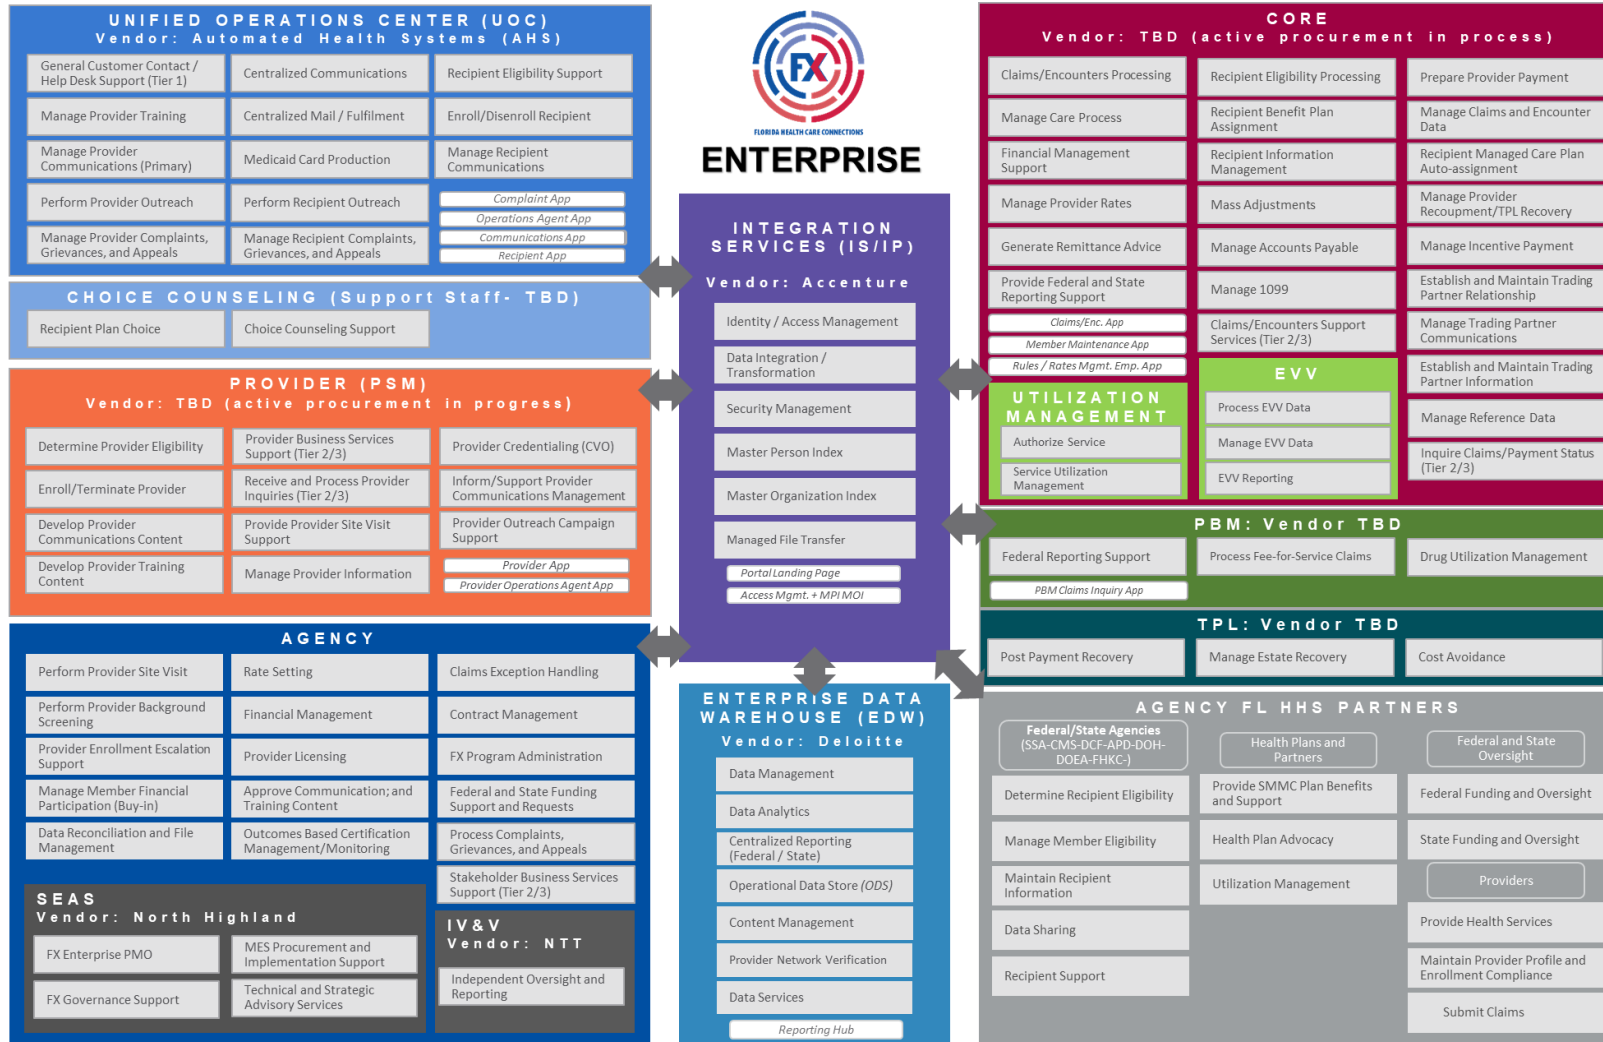 UNIFIED OPERATIONS CENTER (UOC)
Vendor: Automated Health Systems (AHS)
General Customer Contact /
Help Desk Support (Tier 1)
Centralized Communications
Recipient Eligibility Support
Manage Provider Training
Centralized Mail / Fulfilment
Enroll/Disenroll Recipient
Manage Provider
Communications (Primary)
Medicaid Card Production
Manage Recipient
Communications
Perform Provider Outreach
Perform Recipient Outreach
Complaint App
Operations Agent App
Manage Provider Complaints,
Grievances, and Appeals
Manage Recipient Complaints,
Grievances, and Appeals
Communications App
Recipient App
CHOICE COUNSELING (Support Staff- TBD)
Recipient Plan Choice
Choice Counseling Support
PROVIDER (PSM)
Vendor: TBD (active procurement in progress)
Determine Provider Eligibility
Provider Business Services
Support (Tier 2/3)
Provider Credentialing (CVO)
Enroll/Terminate Provider
Receive and Process Provider
Inquiries (Tier 2/3)
Inform/Support Provider
Communications Management
Develop Provider
Communications Content
Provide Provider Site Visit
Support
Provider Outreach Campaign
Support
Develop Provider Training
Content
Manage Provider Information
Provider App
Provider Operations Agent App
AGENCY
Perform Provider Site Visit
Rate Setting
Claims Exception Handling
Perform Provider Background
Screening
Financial Management
Contract Management
Provider Enrollment Escalation
Support
Provider Licensing
FX Program Administration
Manage Member Financial
Participation (Buy-in)
Approve Communication; and
Training Content
Federal and State Funding
Support and Requests
Data Reconciliation and File
Management
Outcomes Based Certification
Management/Monitoring
Process Complaints,
Grievances, and Appeals
Stakeholder Business Services
Support (Tier 2/3)
SEAS
Vendor: North Highland
FX Enterprise PMO
MES Procurement and
Implementation Support
FX Governance Support
Technical and Strategic
Advisory Services
IV&V
Vendor: NTT
Independent Oversight and
Reporting
FX
FLORIDA HEALTH CARE CONNECTIONS
ENTERPRISE
INTEGRATION
SERVICES (IS/IP)
Vendor: Accenture
Identity / Access Management
Data Integration /
Transformation
Security Management
Master Person Index
Master Organization Index
Managed File Transfer
Portal Landing Page
Access Mgmt. + MPI MOI
ENTERPRISE DATA
WAREHOUSE (EDW)
Vendor: Deloitte
Data Management
Data Analytics
Centralized Reporting
(Federal / State)
Operational Data Store (ODS)
Content Management
Provider Network Verification
Data Services
Reporting Hub
CORE
Vendor: TBD (active procurement in process)
Claims/Encounters Processing
Recipient Eligibility Processing
Prepare Provider Payment
Manage Care Process
Recipient Benefit Plan
Assignment
Manage Claims and Encounter
Data
Financial Management
Support
Recipient Information
Management
Recipient Managed Care Plan
Auto-assignment
Manage Provider Rates
Mass Adjustments
Manage Provider
Recoupment/TPL Recovery
Generate Remittance Advice
Manage Accounts Payable
Manage Incentive Payment
Provide Federal and State
Reporting Support
Manage 1099
Establish and Maintain Trading
Partner Relationship
Claims/Enc. App
Member Maintenance App
Rules / Rates Mgmt. Emp. App
Claims/Encounters Support
Services (Tier 2/3)
Manage Trading Partner
Communications
Establish and Maintain Trading
Partner Information
Manage Reference Data
Inquire Claims/Payment Status
(Tier 2/3)
UTILIZATION
MANAGEMENT
Authorize Service
Service Utilization
Management
EVV
Process EVV Data
Manage EVV Data
EVV Reporting
PBM: Vendor TBD
Federal Reporting Support
Process Fee-for-Service Claims
Drug Utilization Management
PBM Claims Inquiry App
TPL: Vendor TBD
Post Payment Recovery
Manage Estate Recovery
Cost Avoidance
AGENCY FL HHS PARTNERS
Federal/State Agencies
(SSA-CMS-DCF-APD-DOH-
DOEA-FHKC-)
Health Plans and
Partners
Federal and State
Oversight
Determine Recipient Eligibility
Provide SMMC Plan Benefits
and Support
Federal Funding and Oversight
Manage Member Eligibility
Health Plan Advocacy
State Funding and Oversight
Maintain Recipient
Information
Utilization Management
Providers
Data Sharing
Provide Health Services
Recipient Support
Maintain Provider Profile and
Enrollment Compliance
Submit Claims